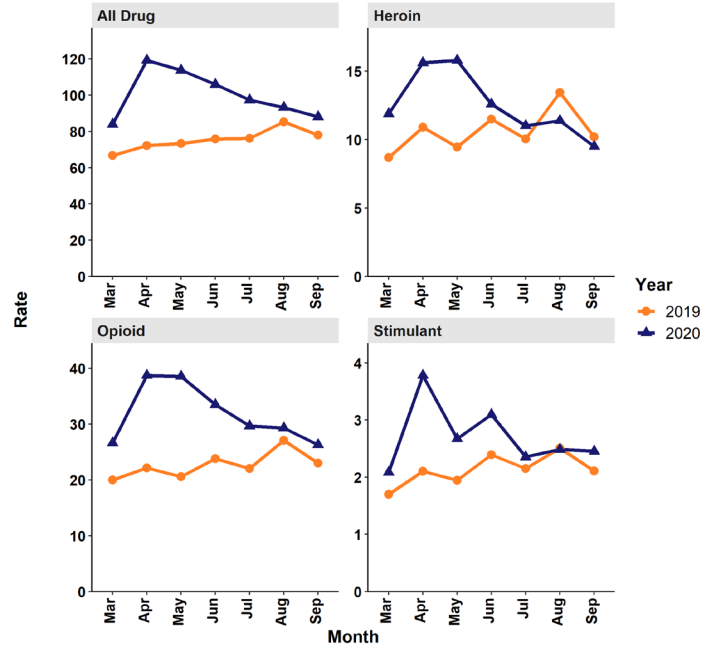 All Drug
120
100
80
60
40
20
0
Mar Apr May Jun Jul Aug Sep
Heroin
15
10
5
0
Mar Apr May Jun Jul Aug Sep
Rate
Opioid
40
30
20
10
0
Mar Apr May Jun Jul Aug Sep
Stimulant
4
3
2
1
0
Mar Apr May Jun Jul Aug Sep
Month
Year
2019
2020